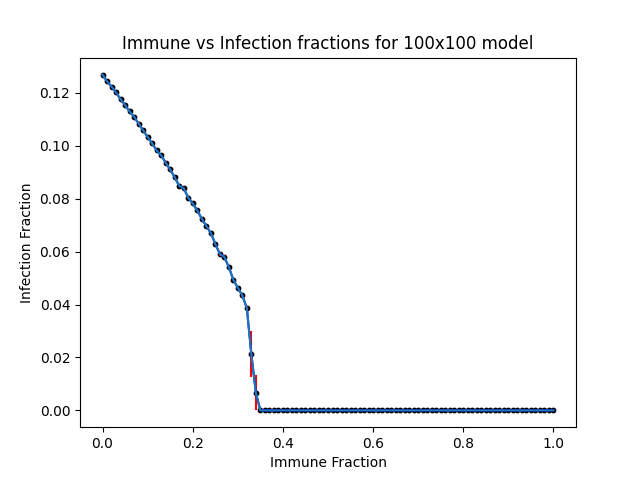 Immune vs Infection fractions for 100x100 model
0.12
0.10
0.08
0.06
0.04
0.02
0.00
Infection Fraction
0.0 0.2 0.4 0.6 0.8 1.0
Immune Fraction